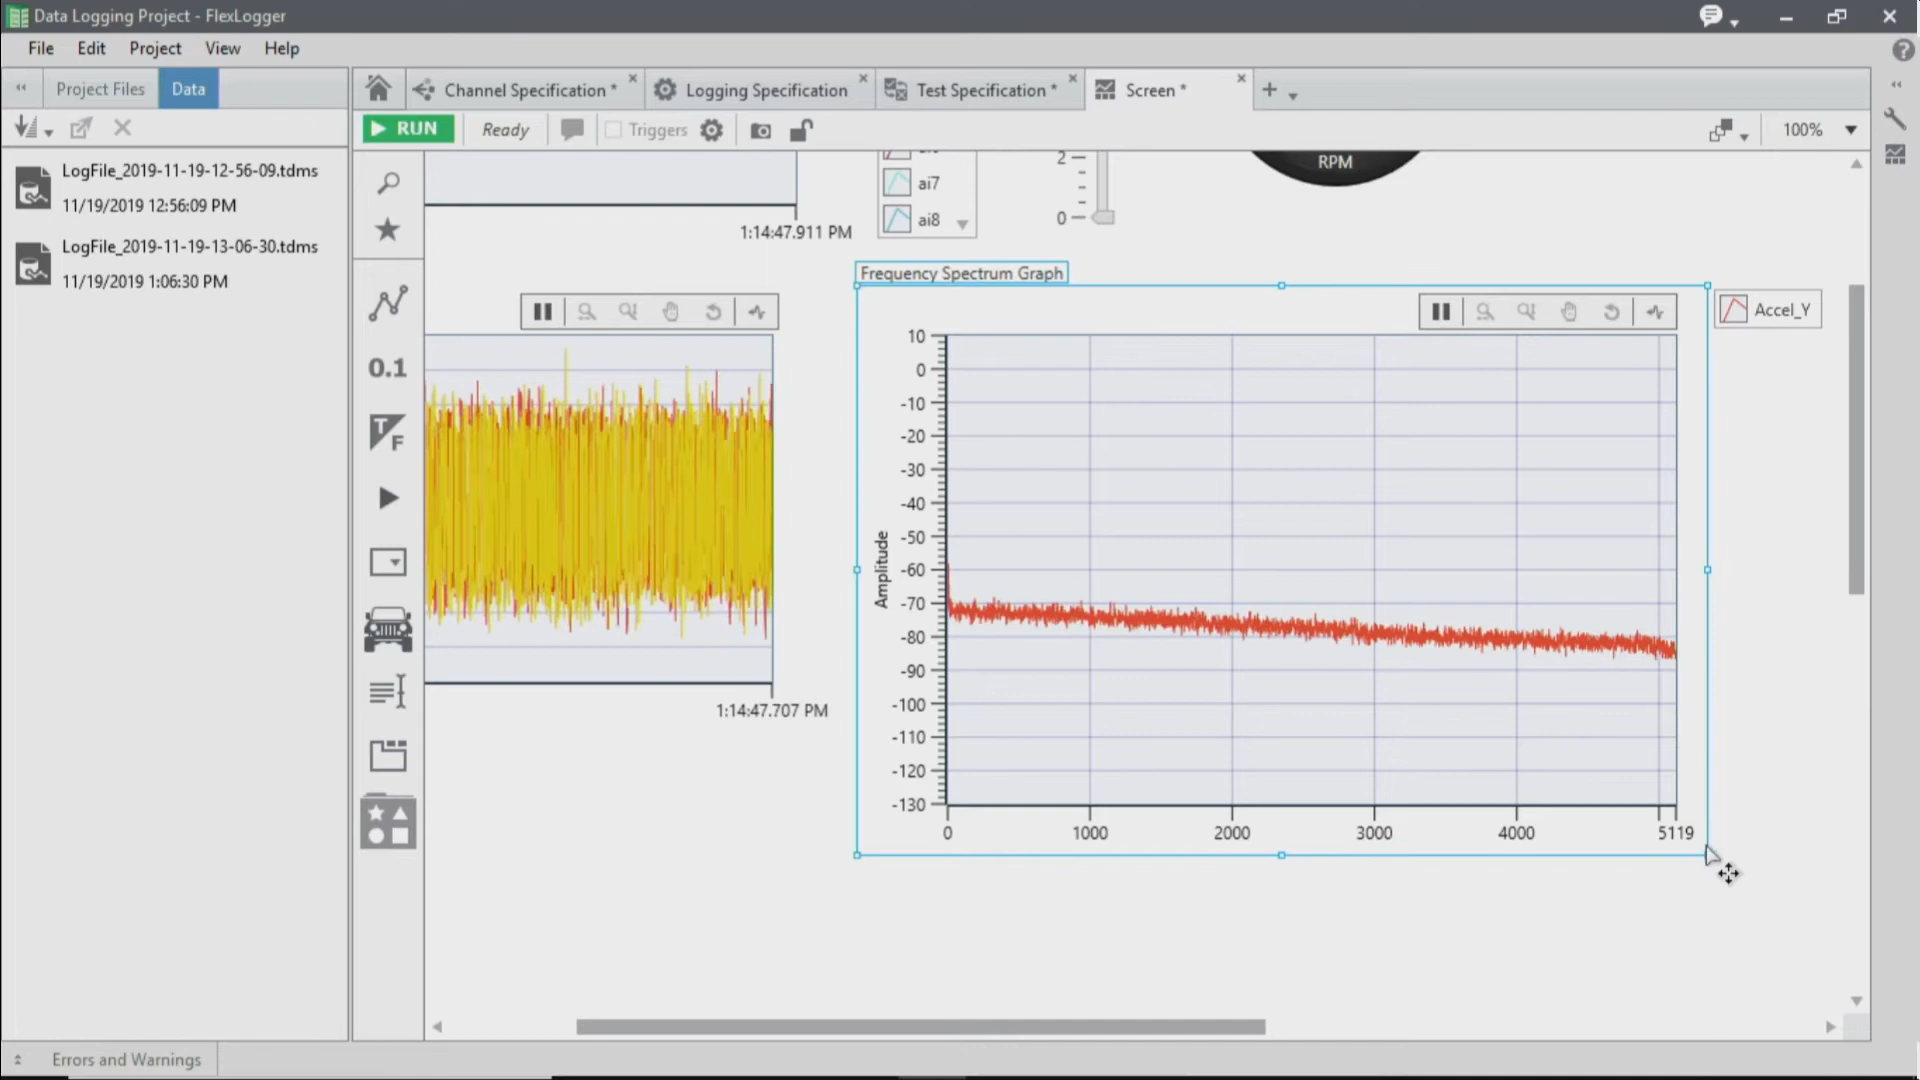 Data Logging Project - FlexLogger
File Edit Project View Help
Project Files Data
Channel Specification * Logging Specification Test Specification * Screen *
RUN Ready Triggers 100%
LogFile_2019-11-19-12-56-09.tdms
11/19/2019 12:56:09 PM
LogFile_2019-11-19-13-06-30.tdms
11/19/2019 1:06:30 PM
0.1
T
F
1:14:47.911 PM
ai7
ai8
2
0
RPM
1:14:47.707 PM
Frequency Spectrum Graph
Accel_Y
Amplitude
10
0
-10
-20
-30
-40
-50
-60
-70
-80
-90
-100
-110
-120
-130
0 1000 2000 3000 4000 5119
Errors and Warnings